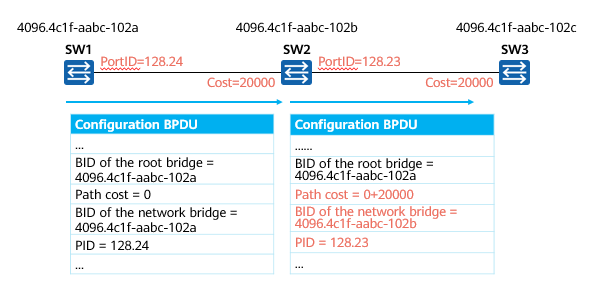 4096.4c1f-aabc-102a
4096.4c1f-aabc-102b
4096.4c1f-aabc-102c
SW1
SW2
SW3
PortID=128.24
PortID=128.23
Cost=20000
Cost=20000
Configuration BPDU
...
BID of the root bridge =
4096.4c1f-aabc-102a
Path cost = 0
BID of the network bridge =
4096.4c1f-aabc-102a
PID = 128.24
...
Configuration BPDU
......
BID of the root bridge =
4096.4c1f-aabc-102a
Path cost = 0+20000
BID of the network bridge =
4096.4c1f-aabc-102b
PID = 128.23
...